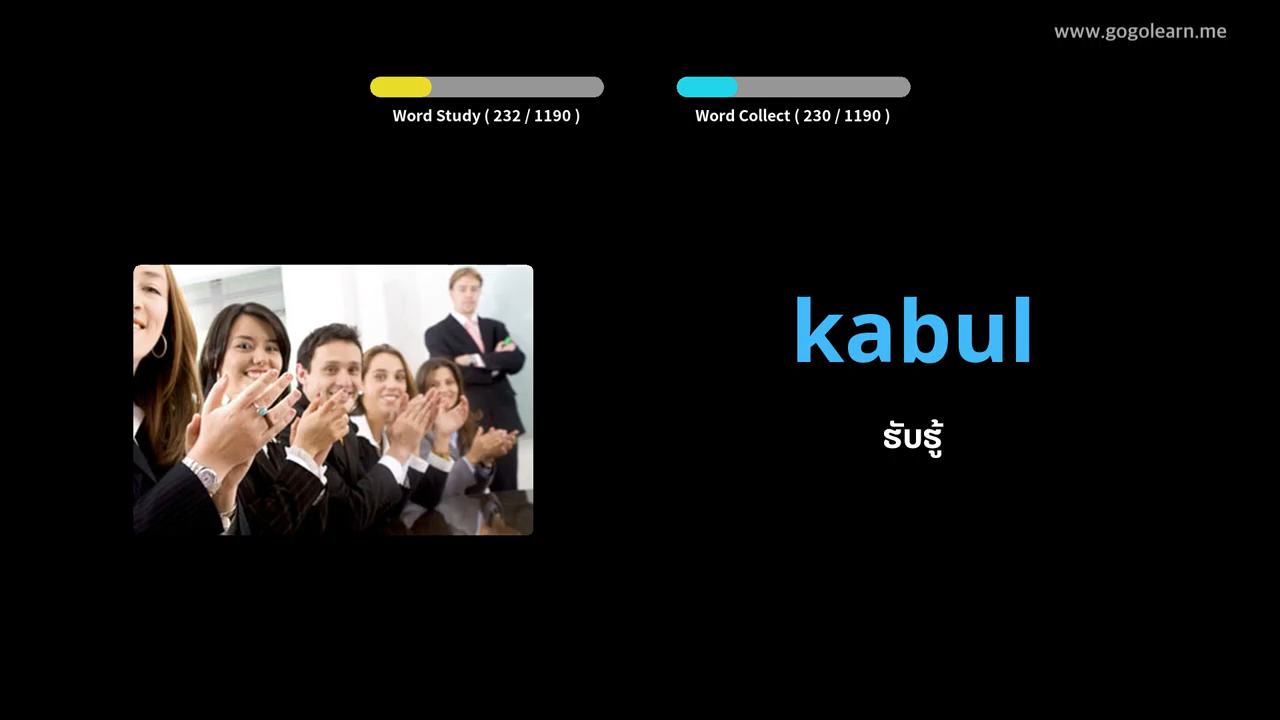 www.gogolearn.me
Word Study ( 232 / 1190 )
Word Collect ( 230 / 1190 )
kabul
รับรู้